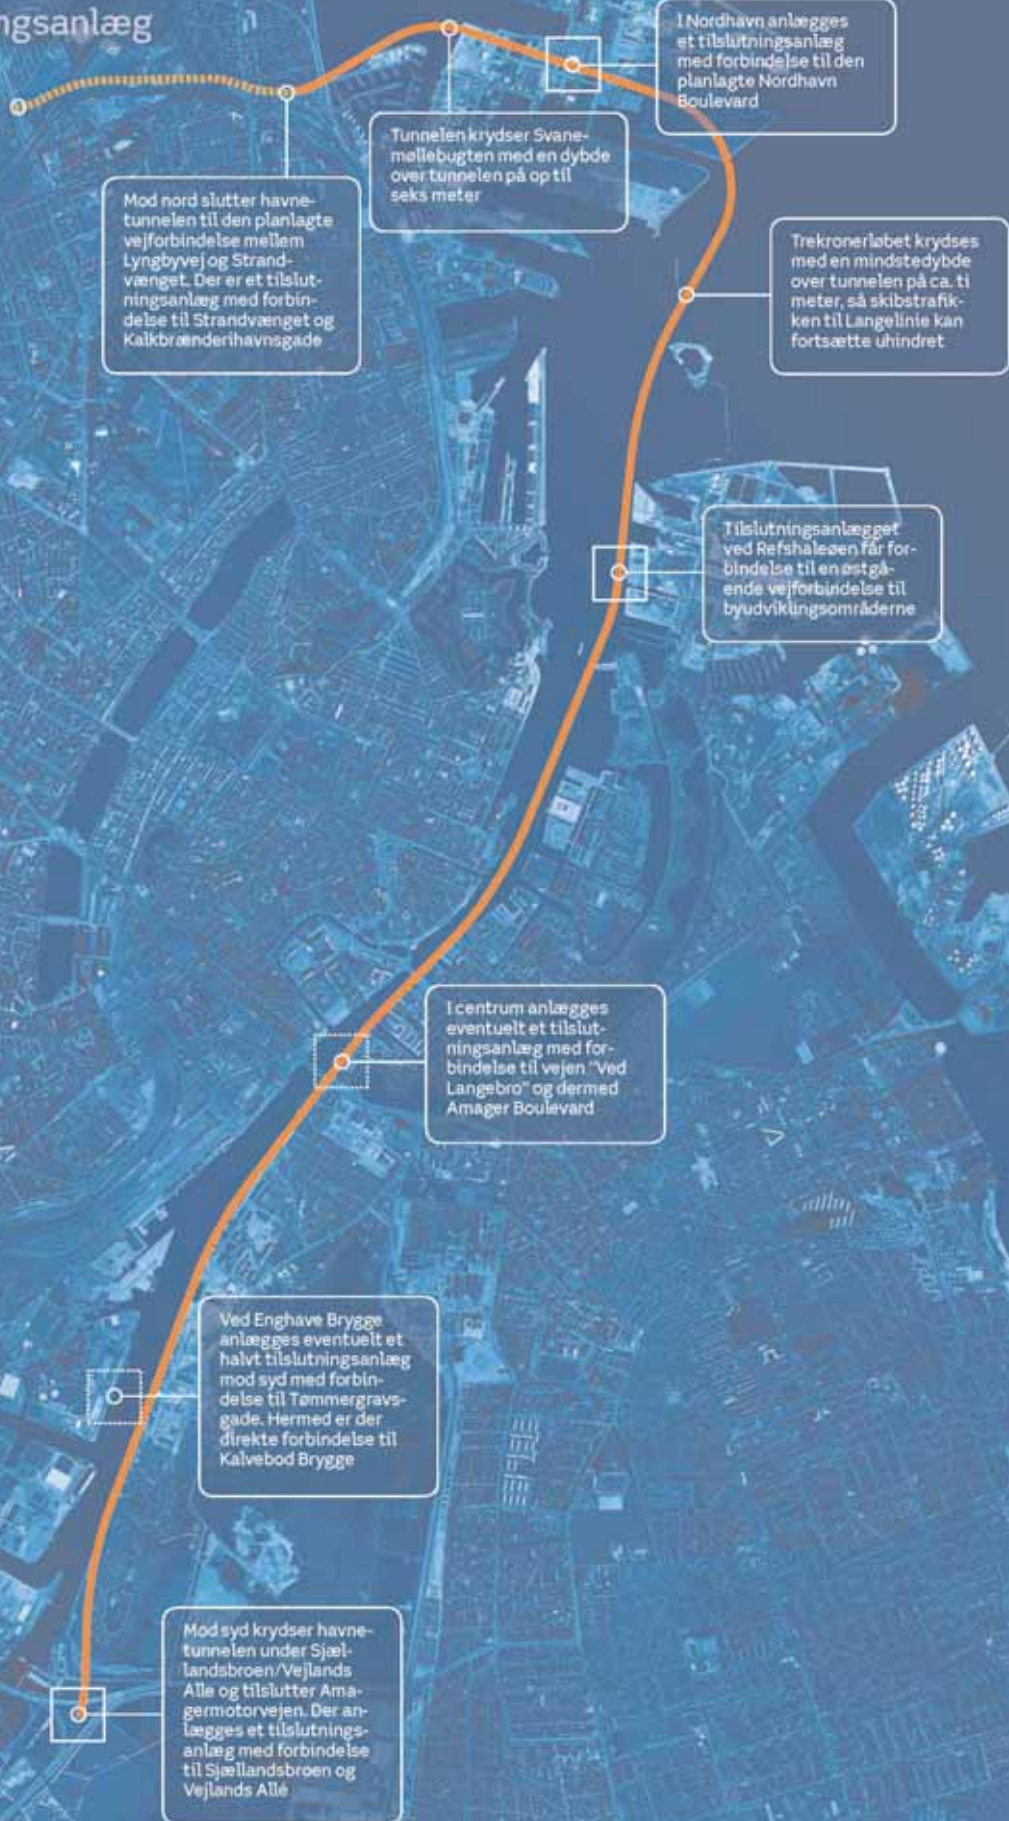 ngsanlæg
I Nordhavn anlægges
et tilslutningsanlæg
med forbindelse til den
planlagte Nordhavn
Boulevard
Tunnelen krydser Svane-
møllebugten med en dybde
over tunnelen på op til
seks meter
Mod nord slutter havne-
tunnelen til den planlagte
vejforbindelse mellem
Lyngbyvej og Strand-
vænget. Der er et tilslut-
ningsanlæg med forbin-
delse til Strandvænget og
Kalkbrænderihavnsgade
Trekronerløbet krydses
med en mindstedybde
over tunnelen på ca. ti
meter, så skibstrafik-
ken til Langelinie kan
fortsætte uhindret
Tilslutningsanlægget
ved Refshaleøen får for-
bindelse til en østgå-
ende vejforbindelse til
byudviklingsområderne
I centrum anlægges
eventuelt et tilslut-
ningsanlæg med for-
bindelse til vejen "Ved
Langebro" og dermed
Amager Boulevard
Ved Enghave Brygge
anlægges eventuelt et
halvt tilslutningsanlæg
mod syd med forbin-
delse til Tømmergravs-
gade. Hermed er der
direkte forbindelse til
Kalvebod Brygge
Mod syd krydser havne-
tunnelen under Sjæl-
landsbroen/Vejlands
Alle og tilslutter Ama-
germotorvejen. Der an-
lægges et tilslutnings-
anlæg med forbindelse
til Sjællandsbroen og
Vejlands Allé